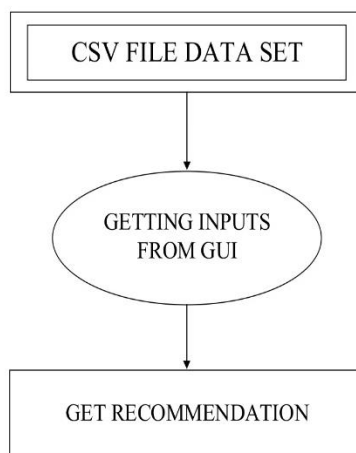 CSV FILE DATA SET
GETTING INPUTS
FROM GUI
GET RECOMMENDATION